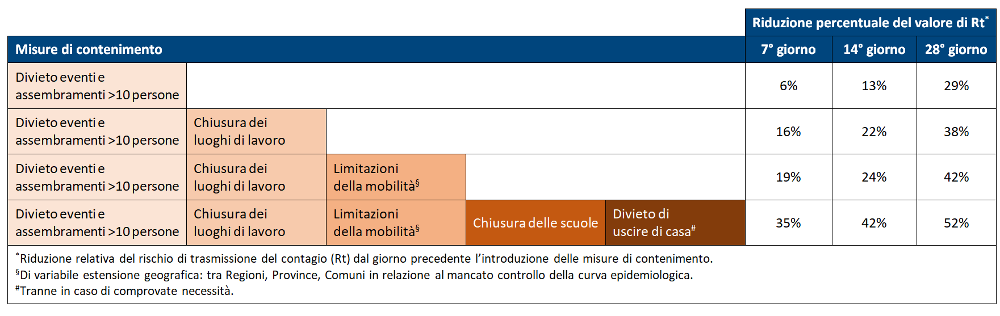 Riduzione percentuale del valore di Rt*
Misure di contenimento 7° giorno 14° giorno 28° giorno
Divieto eventi e
assembramenti >10 persone
6% 13% 29%
Divieto eventi e
assembramenti >10 persone
Chiusura dei
luoghi di lavoro
16% 22% 38%
Divieto eventi e
assembramenti >10 persone
Chiusura dei
luoghi di lavoro
Limitazioni
della mobilità§
19% 24% 42%
Divieto eventi e
assembramenti >10 persone
Chiusura dei
luoghi di lavoro
Limitazioni
della mobilità§
Chiusura delle scuole
Divieto di
uscire di casa#
35% 42% 52%
*Riduzione relativa del rischio di trasmissione del contagio (Rt) dal giorno precedente l’introduzione delle misure di contenimento.
§Di variabile estensione geografica: tra Regioni, Province, Comuni in relazione al mancato controllo della curva epidemiologica.
#Tranne in caso di comprovate necessità.